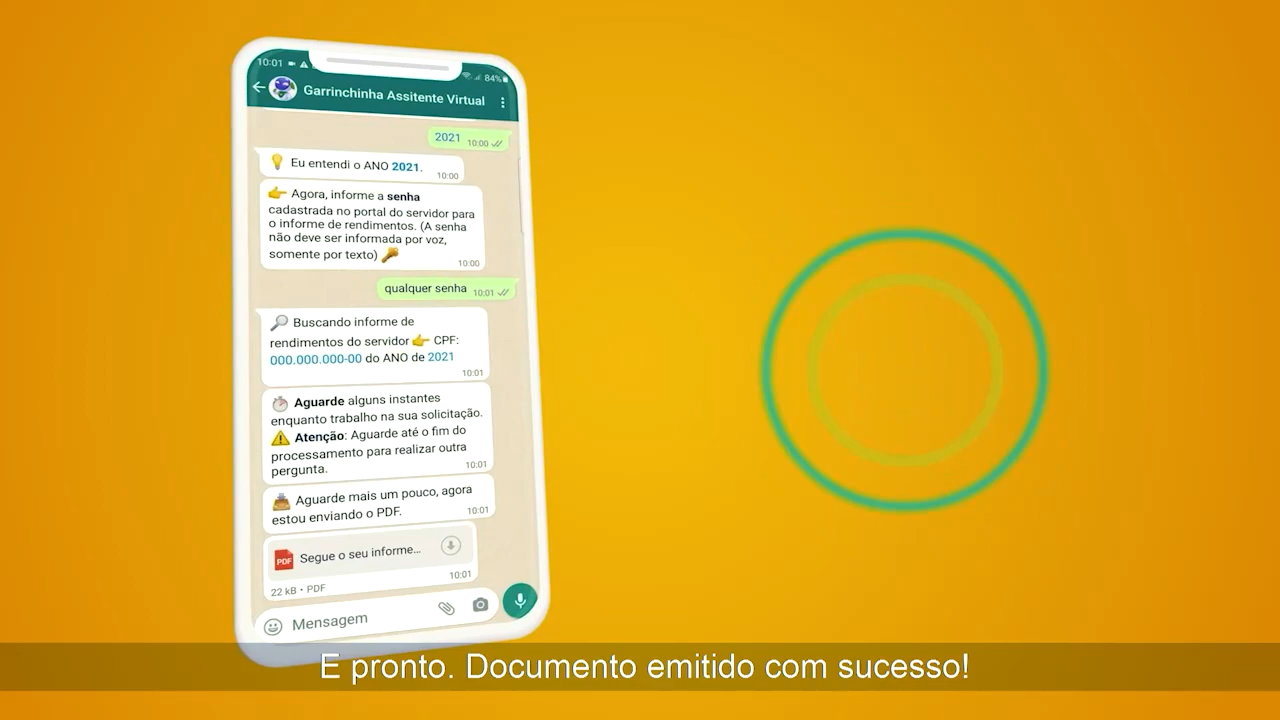 10:01
84%
Garrinchinha Assitente Virtual
2021 10:00
Eu entendi o ANO 2021.
10:00
Agora, informe a senha
cadastrada no portal do servidor para
o informe de rendimentos. (A senha
não deve ser informada por voz,
somente por texto)
10:00
qualquer senha 10:01
Buscando informe de
rendimentos do servidor CPF:
000.000.000-00 do ANO de 2021
10:01
Aguarde alguns instantes
enquanto trabalho na sua solicitação.
Atenção: Aguarde até o fim do
processamento para realizar outra
pergunta.
10:01
Aguarde mais um pouco, agora
estou enviando o PDF.
10:01
PDF Segue o seu informe...
10:01
22 kB • PDF
Mensagem
E pronto. Documento emitido com sucesso!